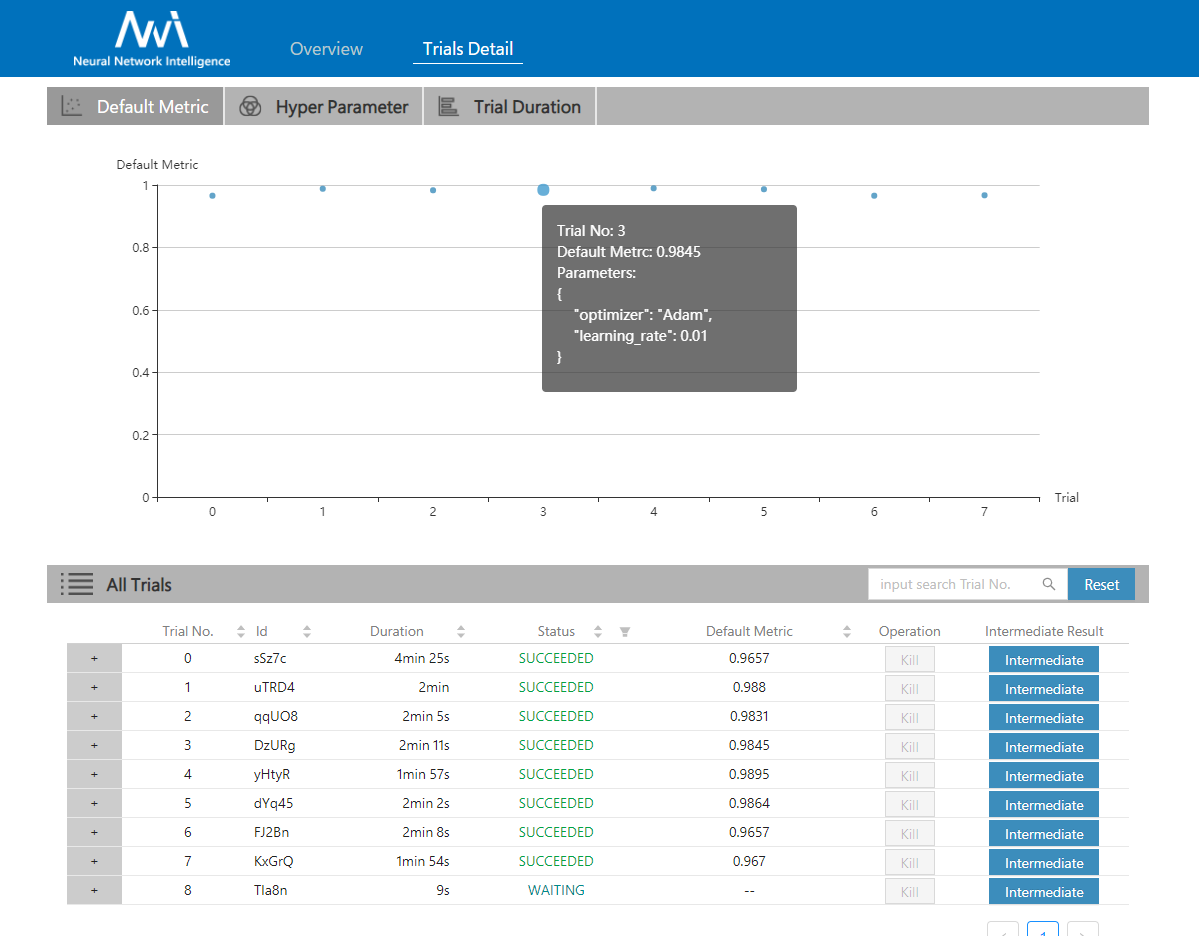 NNI
Neural Network Intelligence
Overview
Trials Detail
Default Metric
Hyper Parameter
Trial Duration
Default Metric
1
0.8
0.6
0.4
0.2
0
Trial No: 3
Default Metrc: 0.9845
Parameters:
{
"optimizer": "Adam",
"learning_rate": 0.01
}
0 1 2 3 4 5 6 7
Trial
All Trials
input search Trial No.
Reset
Trial No. Id Duration Status Default Metric Operation Intermediate Result
+ 0 sSz7c 4min 25s SUCCEEDED 0.9657 Kill Intermediate
+ 1 uTRD4 2min SUCCEEDED 0.988 Kill Intermediate
+ 2 qqUO8 2min 5s SUCCEEDED 0.9831 Kill Intermediate
+ 3 DzURg 2min 11s SUCCEEDED 0.9845 Kill Intermediate
+ 4 yHtyR 1min 57s SUCCEEDED 0.9895 Kill Intermediate
+ 5 dYq45 2min 2s SUCCEEDED 0.9864 Kill Intermediate
+ 6 FJ2Bn 2min 8s SUCCEEDED 0.9657 Kill Intermediate
+ 7 KxGrQ 1min 54s SUCCEEDED 0.967 Kill Intermediate
+ 8 TIa8n 9s WAITING -- Kill Intermediate
< 1 >